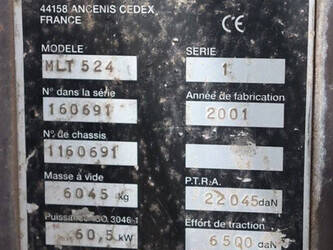 44158 ANCENIS CEDEX
FRANCE
CE
MODELE
SERIE
MLT 524
1
N° dans la série
Année de fabrication
160691
2001
N° de chassis
1160691
Masse à vide
P.T.R.A.
6045 Kg
22045 daN
Puissance ISO 3046-1
Effort de traction
60,5 kW
6500 daN